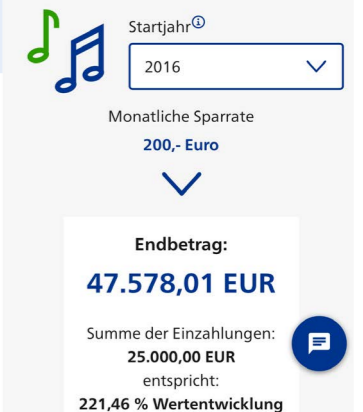 Startjahr
2016
Monatliche Sparrate
200,- Euro
Endbetrag:
47.578,01 EUR
Summe der Einzahlungen:
25.000,00 EUR
entspricht:
221,46 % Wertentwicklung